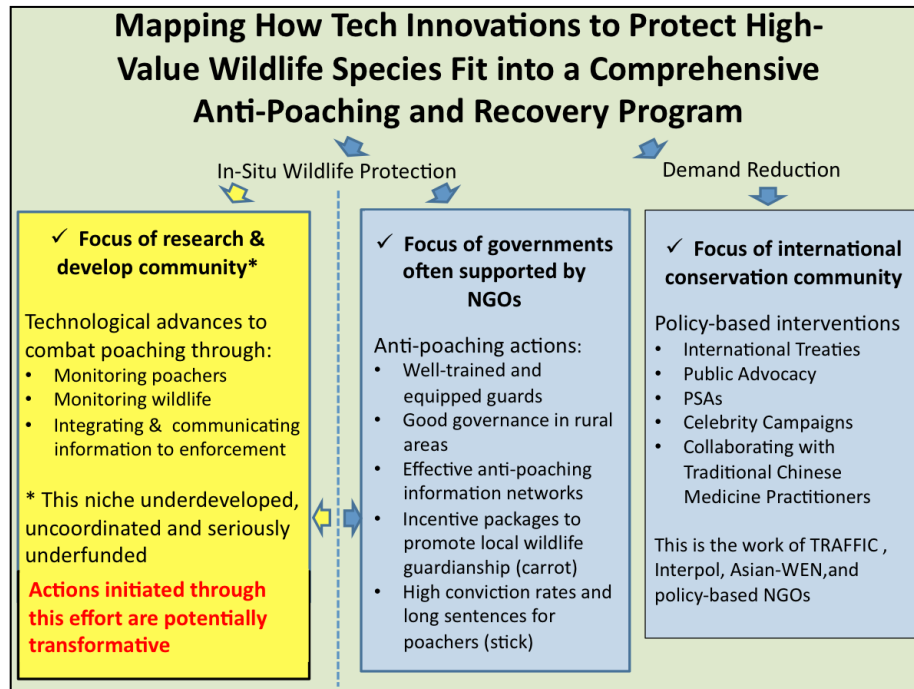 Mapping How Tech Innovations to Protect High-
Value Wildlife Species Fit into a Comprehensive
Anti-Poaching and Recovery Program
In-Situ Wildlife Protection
Demand Reduction
✓ Focus of research &
develop community*
Technological advances to
combat poaching through:
• Monitoring poachers
• Monitoring wildlife
• Integrating & communicating
information to enforcement
* This niche underdeveloped,
uncoordinated and seriously
underfunded
Actions initiated through
this effort are potentially
transformative
✓ Focus of governments
often supported by
NGOs
Anti-poaching actions:
• Well-trained and
equipped guards
• Good governance in rural
areas
• Effective anti-poaching
information networks
• Incentive packages to
promote local wildlife
guardianship (carrot)
• High conviction rates and
long sentences for
poachers (stick)
✓ Focus of international
conservation community
Policy-based interventions
• International Treaties
• Public Advocacy
• PSAs
• Celebrity Campaigns
• Collaborating with
Traditional Chinese
Medicine Practitioners
This is the work of TRAFFIC ,
Interpol, Asian-WEN,and
policy-based NGOs